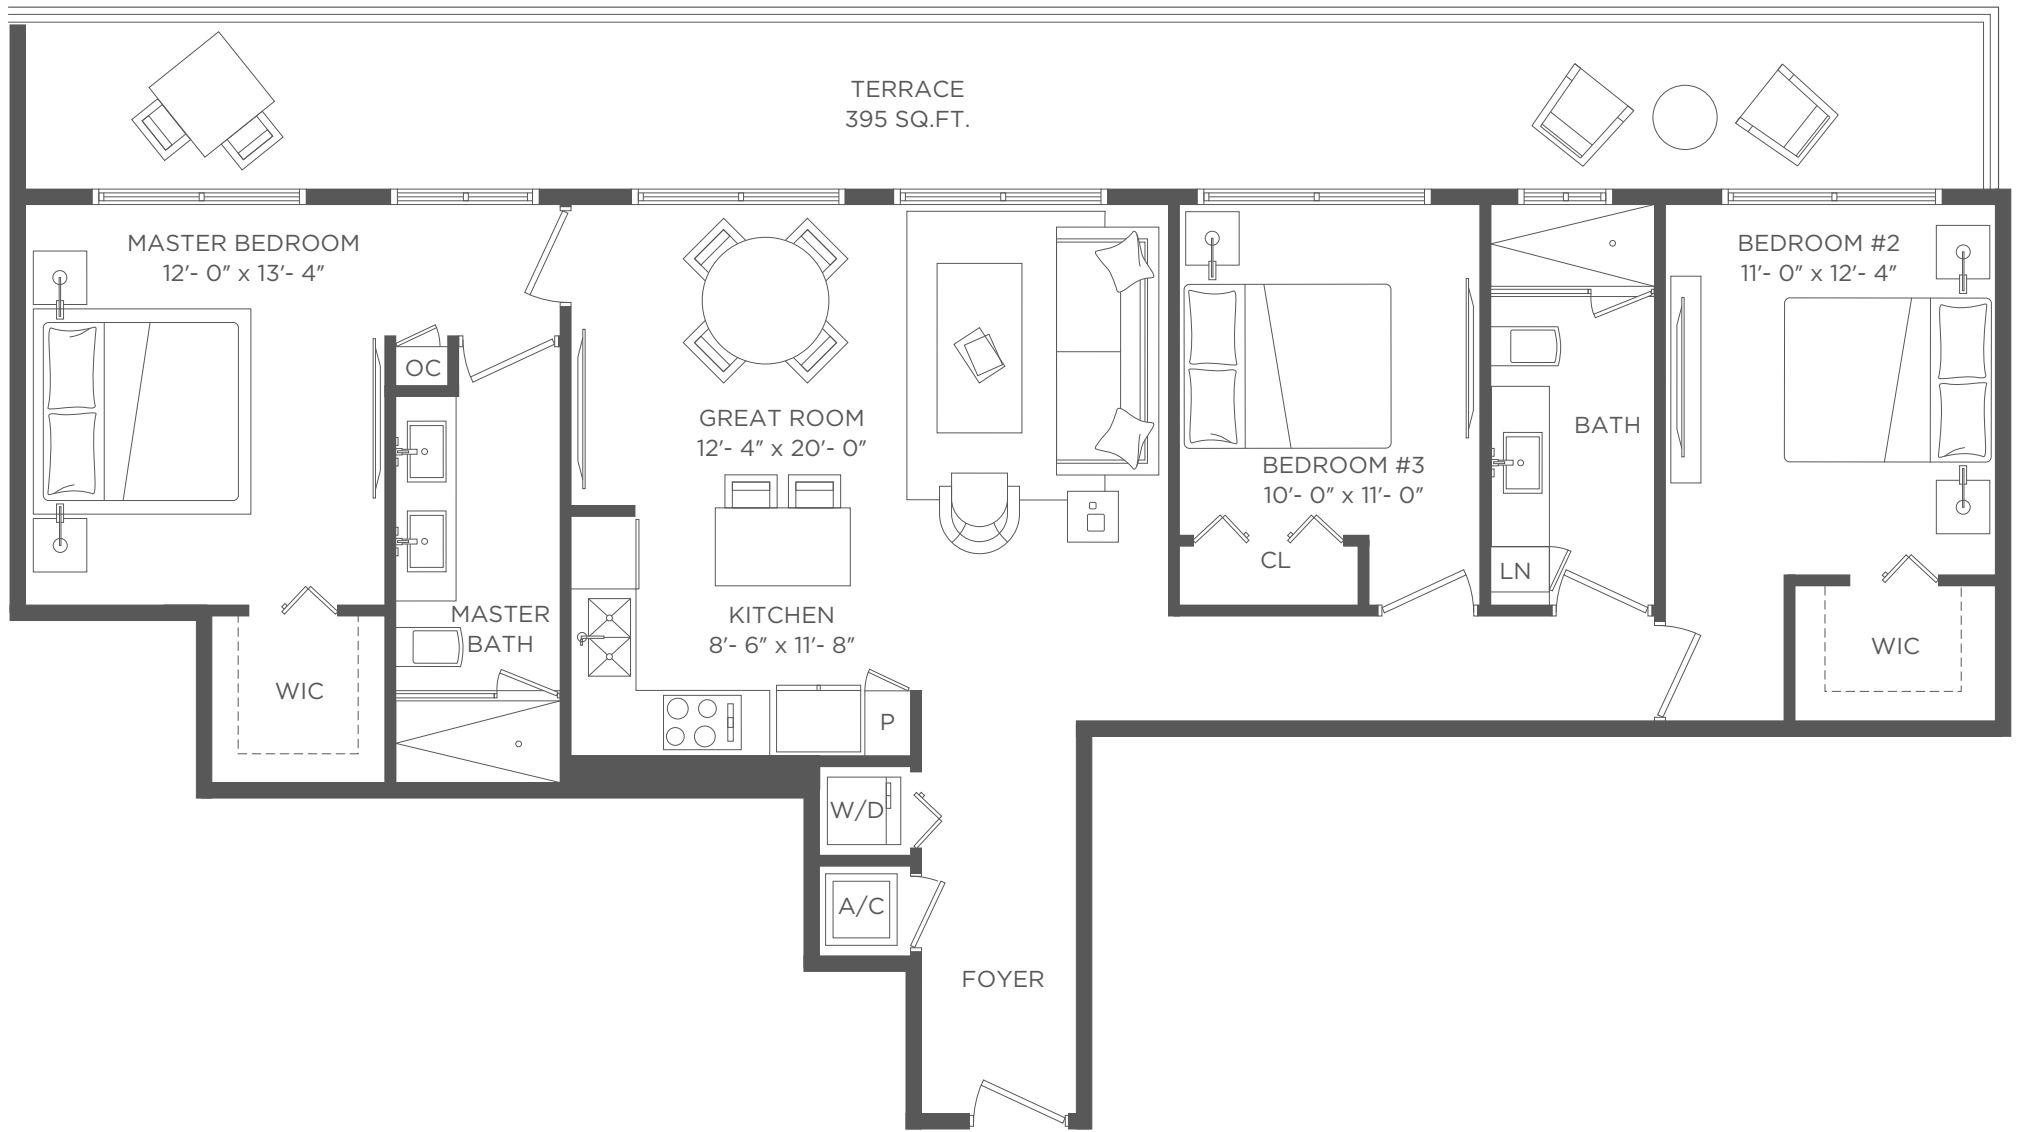 TERRACE
395 SQ.FT.
MASTER BEDROOM
12'- 0" x 13'- 4"
BEDROOM #2
11'- 0" x 12'- 4"
OC
GREAT ROOM
12'- 4" x 20'- 0"
BATH
BEDROOM #3
10'- 0" x 11'- 0"
CL
LN
MASTER
BATH
KITCHEN
8'- 6" x 11'- 8"
WIC
WIC
P
W/D
A/C
FOYER